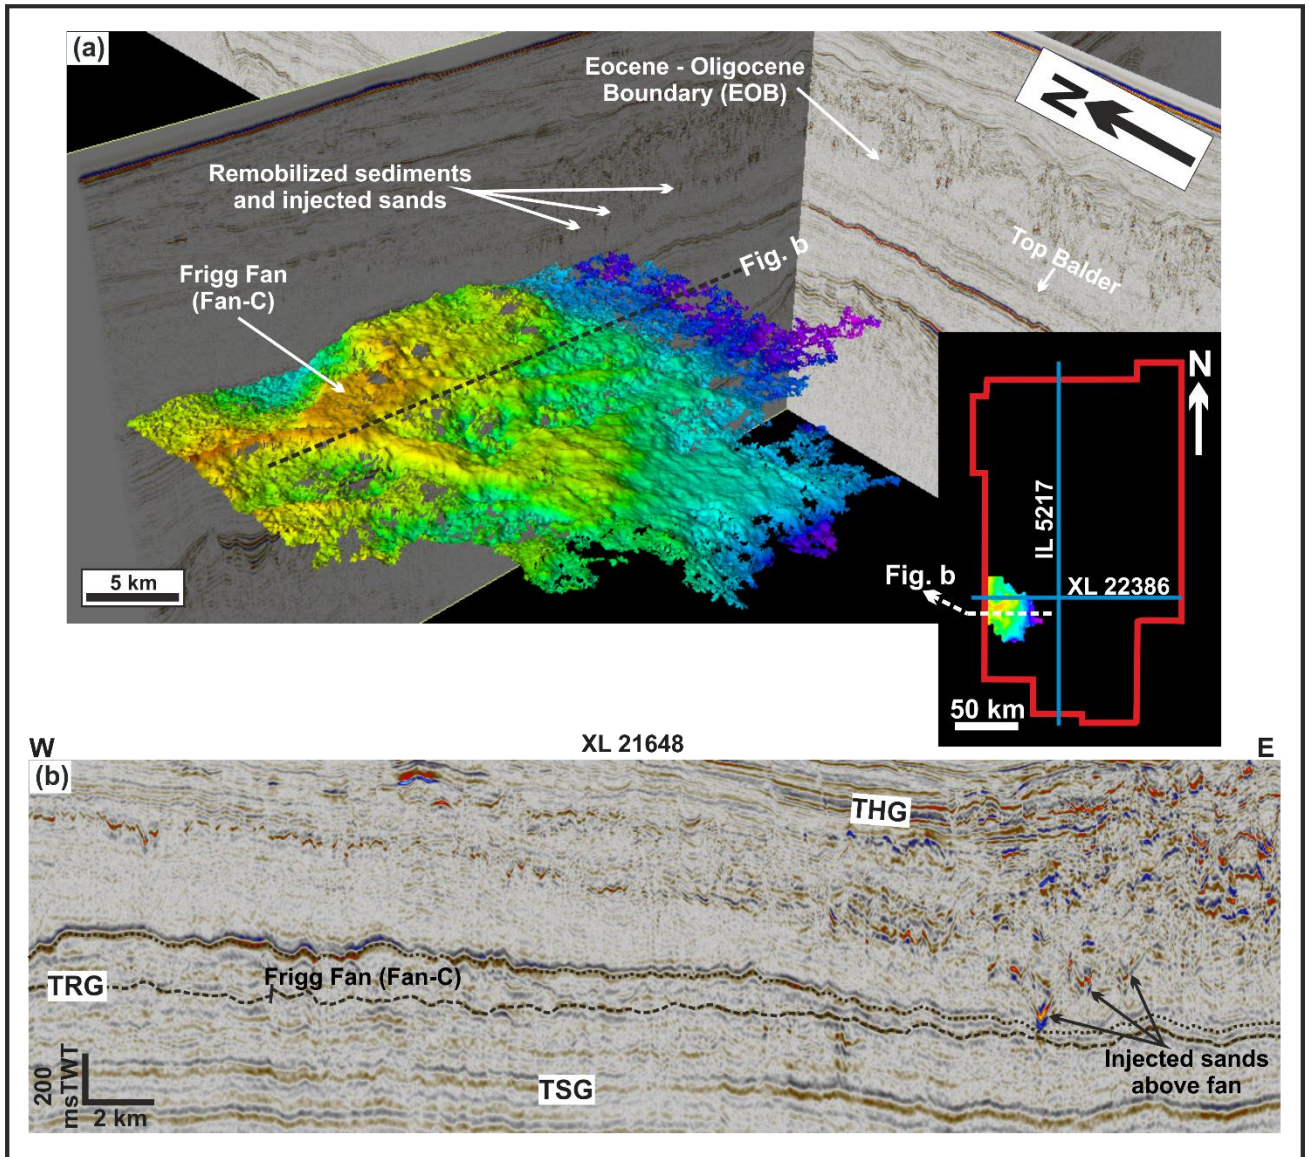 (a)
Eocene - Oligocene
Boundary (EOB)
N
Remobilized sediments
and injected sands
Fig. b
Top Balder
Frigg Fan
(Fan-C)
5 km
N
IL 5217
XL 22386
Fig. b
50 km
W
XL 21648
E
(b)
THG
TRG
Frigg Fan (Fan-C)
Injected sands
above fan
TSG
200
msTWT
2 km